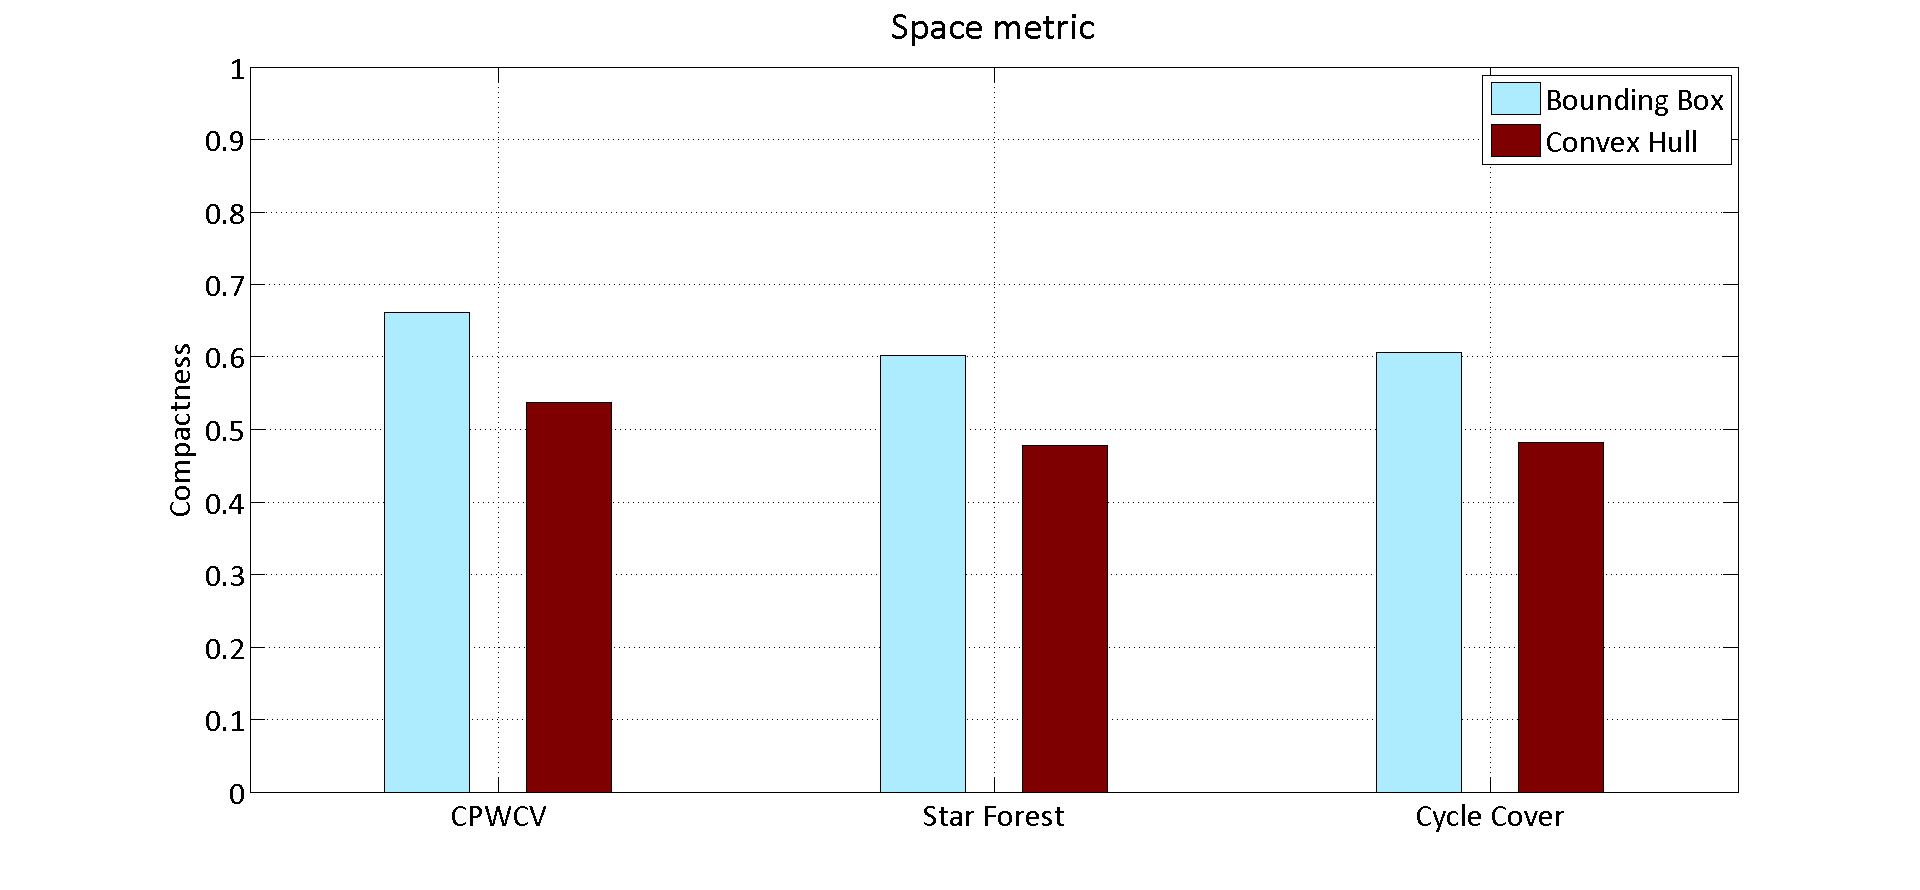 Space metric
Bounding Box
Convex Hull
Compactness
1
0.9
0.8
0.7
0.6
0.5
0.4
0.3
0.2
0.1
0
CPWCV
Star Forest
Cycle Cover